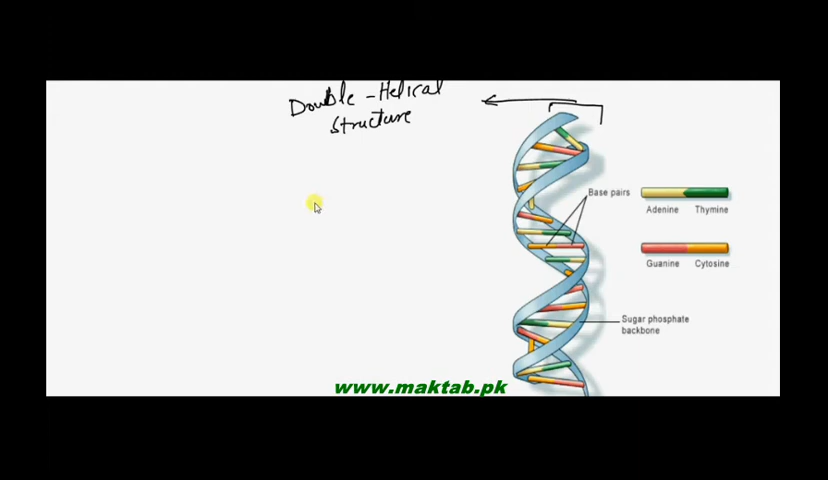 Double - Helical
Structure
Base pairs
Adenine Thymine
Guanine Cytosine
Sugar phosphate
backbone
www.maktab.pk